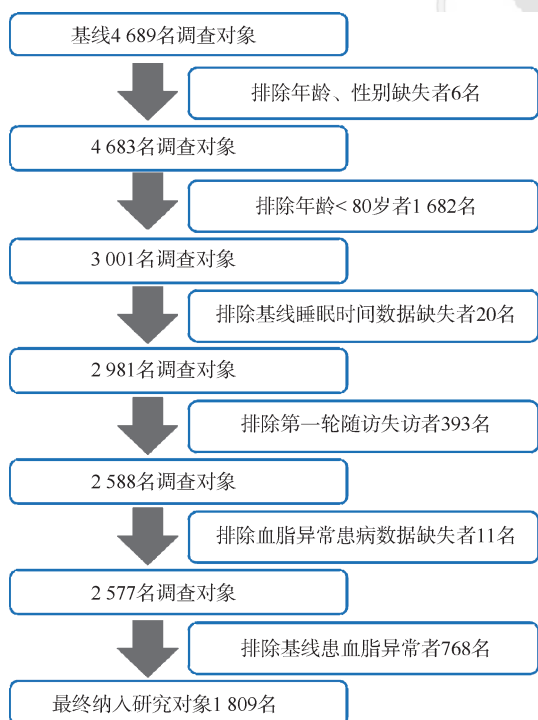 基线4 689名调查对象
排除年龄、性别缺失者6名
4 683名调查对象
排除年龄< 80岁者1 682名
3 001名调查对象
排除基线睡眠时间数据缺失者20名
2 981名调查对象
排除第一轮随访失访者393名
2 588名调查对象
排除血脂异常患病数据缺失者11名
2 577名调查对象
排除基线患血脂异常者768名
最终纳入研究对象1 809名